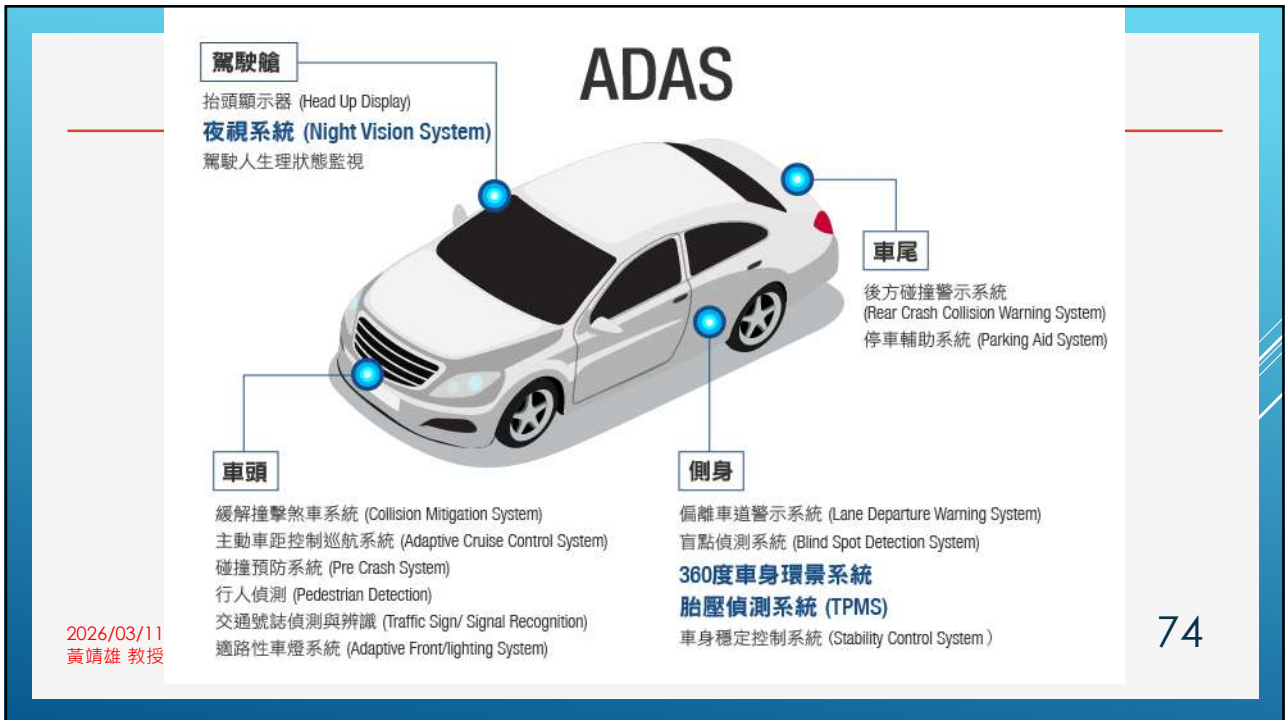 ADAS
駕駛艙
抬頭顯示器 (Head Up Display)
夜視系統 (Night Vision System)
駕駛人生理狀態監視
車尾
後方碰撞警示系統
(Rear Crash Collision Warning System)
停車輔助系統 (Parking Aid System)
車頭
緩解撞擊煞車系統 (Collision Mitigation System)
主動車距控制巡航系統 (Adaptive Cruise Control System)
碰撞預防系統 (Pre Crash System)
行人偵測 (Pedestrian Detection)
交通號誌偵測與辨識 (Traffic Sign/ Signal Recognition)
適路性車燈系統 (Adaptive Front/lighting System)
側身
偏離車道警示系統 (Lane Departure Warning System)
盲點偵測系統 (Blind Spot Detection System)
360度車身環景系統
胎壓偵測系統 (TPMS)
車身穩定控制系統 (Stability Control System )
2026/03/11
黃靖雄 教授
74